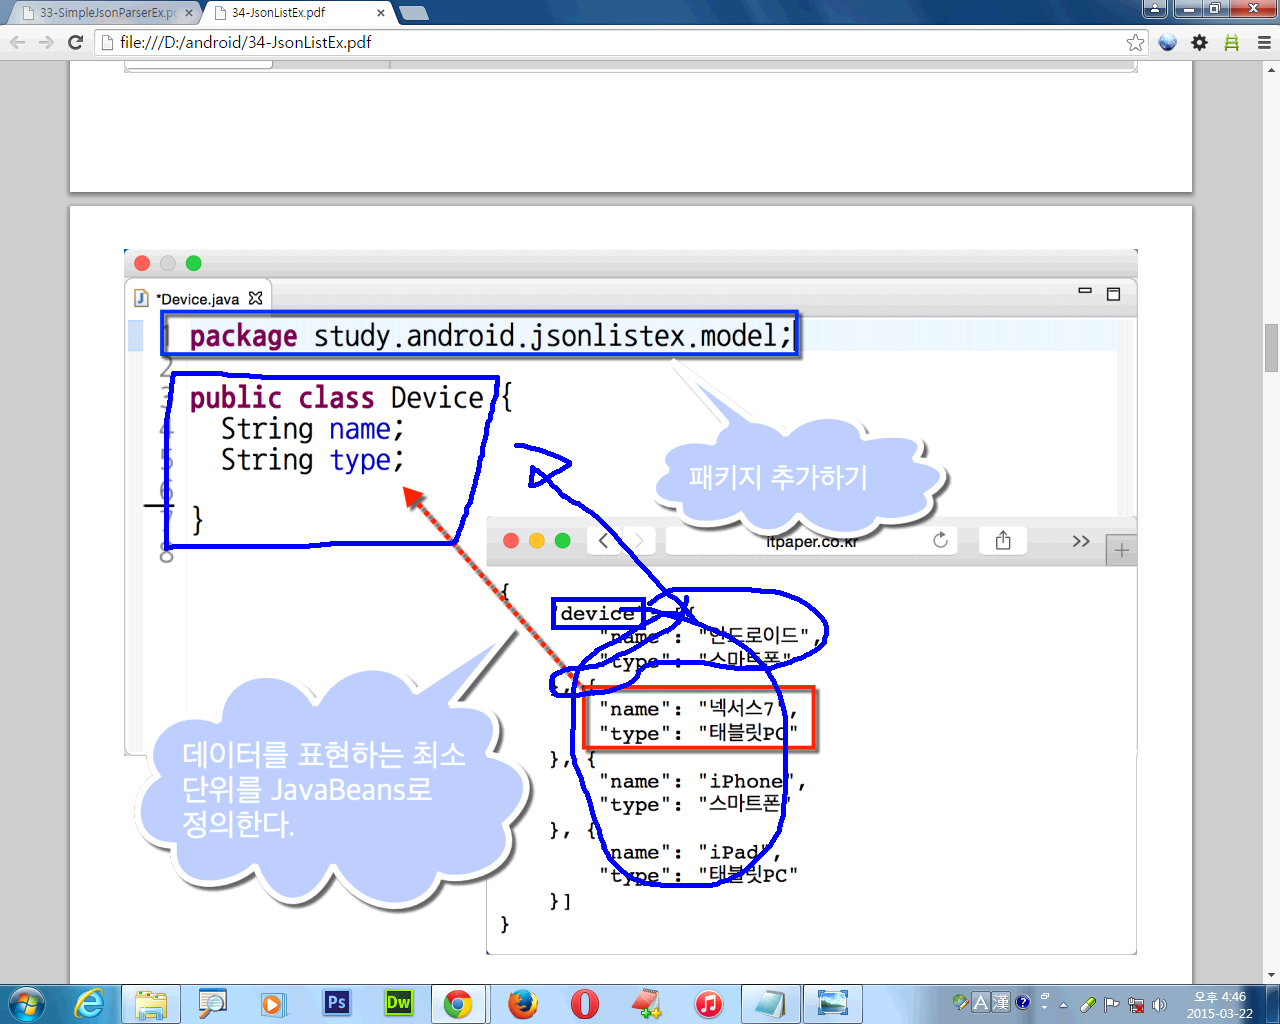 33-SimpleJsonParserEx.pd
34-JsonListEx.pdf
file:///D:/android/34-JsonListEx.pdf
*Device.java
1 package study.android.jsonlistex.model;
2
3 public class Device {
4 String name;
5 String type;
6
7 }
8
패키지 추가하기
itpaper.co.kr
{
"device": [{
"name": "안드로이드",
"type": "스마트폰"
}, {
"name": "넥서스7",
"type": "태블릿PC"
}, {
"name": "iPhone",
"type": "스마트폰"
}, {
"name": "iPad",
"type": "태블릿PC"
}]
}
데이터를 표현하는 최소
단위를 JavaBeans로
정의한다.
Ps
Dw
A 漢
오후 4:46
2015-03-22